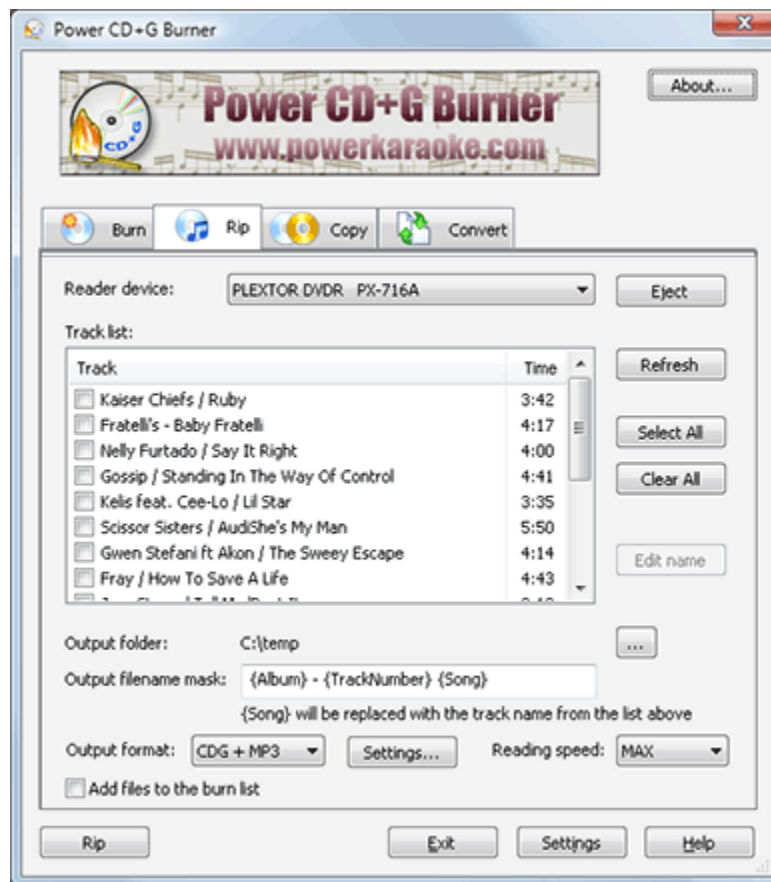 Power CD+G Burner
Power CD+G Burner
www.powerkaraoke.com
CD+G
About...
Burn
Rip
Copy
Convert
Reader device:
PLEXTOR DVDR PX-716A
Eject
Track list:
Track Time
Refresh
Kaiser Chiefs / Ruby 3:42
Fratelli's - Baby Fratelli 4:17
Select All
Nelly Furtado / Say It Right 4:00
Gossip / Standing In The Way Of Control 4:41
Clear All
Kelis feat. Cee-Lo / Lil Star 3:35
Scissor Sisters / AudiShe's My Man 5:50
Gwen Stefani ft Akon / The Sweey Escape 4:14
Edit name
Fray / How To Save A Life 4:43
Output folder: C:\temp
...
Output filename mask: {Album} - {TrackNumber} {Song}
{Song} will be replaced with the track name from the list above
Output format: CDG + MP3 Settings... Reading speed: MAX
Add files to the burn list
Rip Exit Settings Help